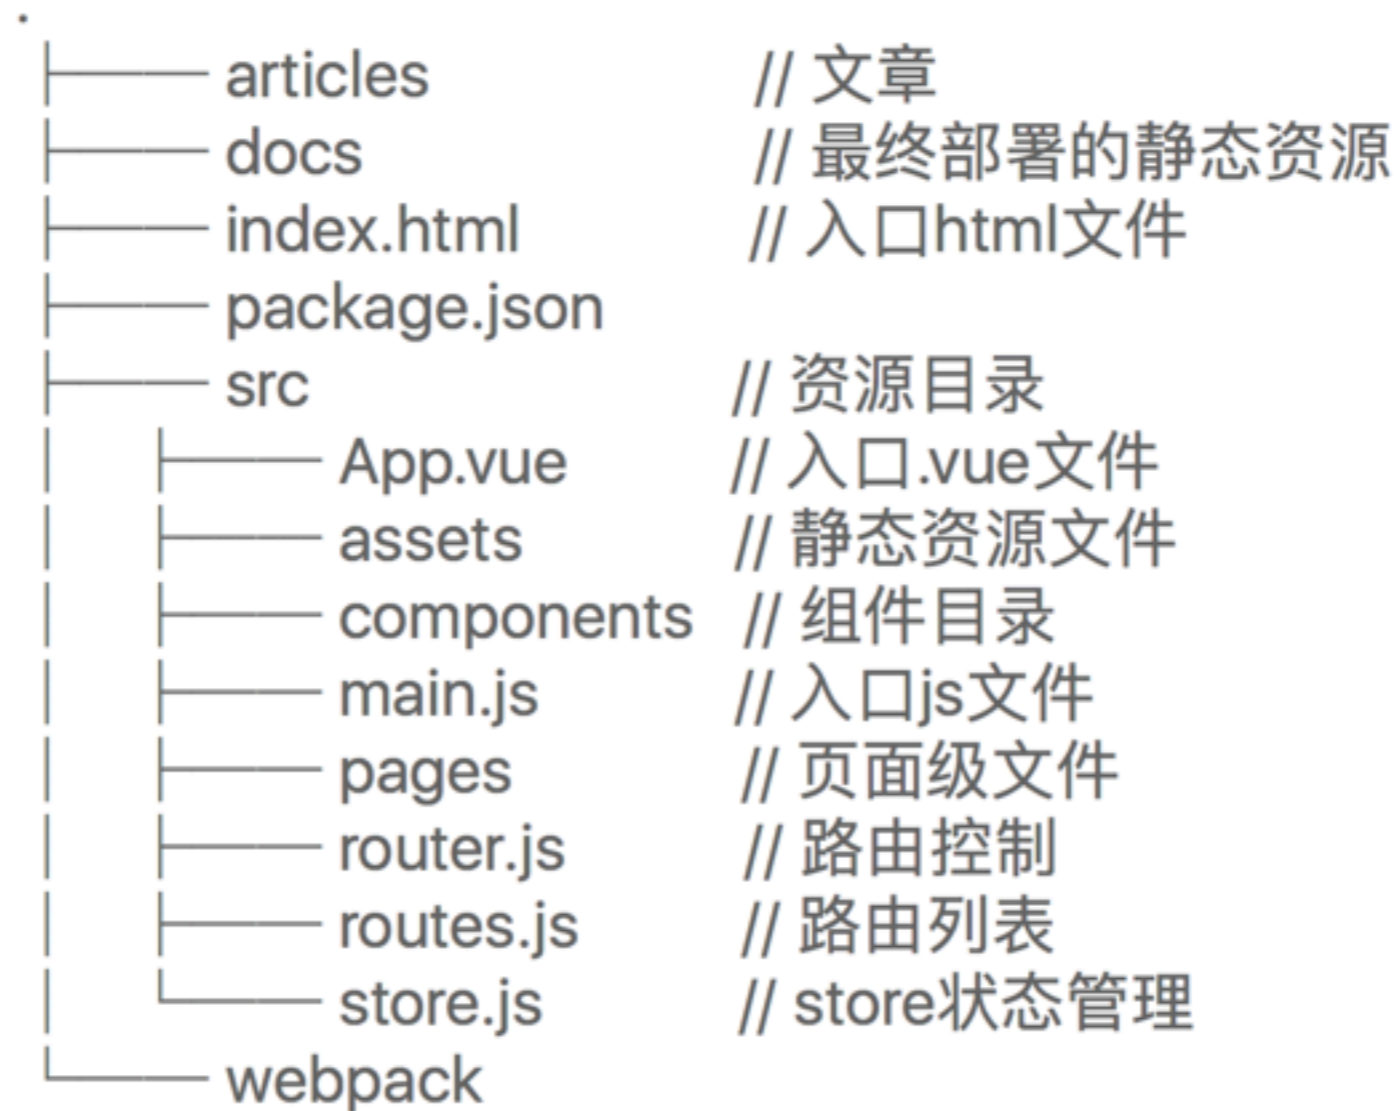 .
├── articles // 文章
├── docs // 最终部署的静态资源
├── index.html // 入口html文件
├── package.json
├── src // 资源目录
│ ├── App.vue // 入口.vue文件
│ ├── assets // 静态资源文件
│ ├── components // 组件目录
│ ├── main.js // 入口js文件
│ ├── pages // 页面级文件
│ ├── router.js // 路由控制
│ ├── routes.js // 路由列表
│ └── store.js // store状态管理
└── webpack